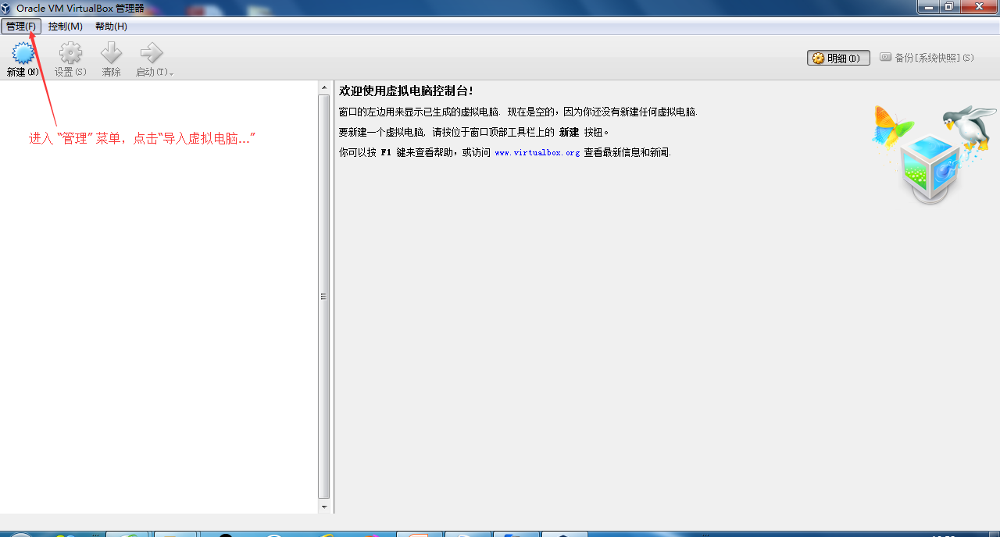 Oracle VM VirtualBox 管理器
管理(F) 控制(M) 帮助(H)
新建(N) 设置(S) 清除 启动(T) 明细(D) 备份[系统快照](S)
欢迎使用虚拟电脑控制台!
窗口的左边用来显示已生成的虚拟电脑. 现在是空的,因为你还没有新建任何虚拟电脑.
要新建一个虚拟电脑, 请按位于窗口顶部工具栏上的 新建 按钮。
你可以按 F1 键来查看帮助,或访问 www.virtualbox.org 查看最新信息和新闻.
进入 “管理” 菜单,点击“导入虚拟电脑...”